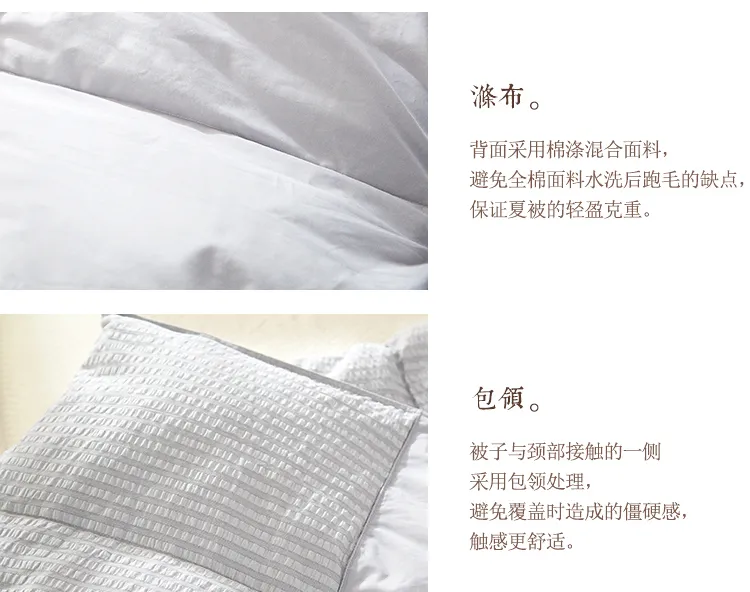 滌布。
背面采用棉涤混合面料，
避免全棉面料水洗后跑毛的缺点，
保证夏被的轻盈克重。
包領。
被子与颈部接触的一侧
采用包领处理，
避免覆盖时造成的僵硬感，
触感更舒适。